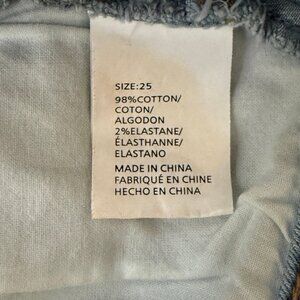 SIZE:25
98%COTTON/
COTON/
ALGODON
2%ELASTANE/
ÉLASTHANNE/
ELASTANO
MADE IN CHINA
FABRIQUÉ EN CHINE
HECHO EN CHINA